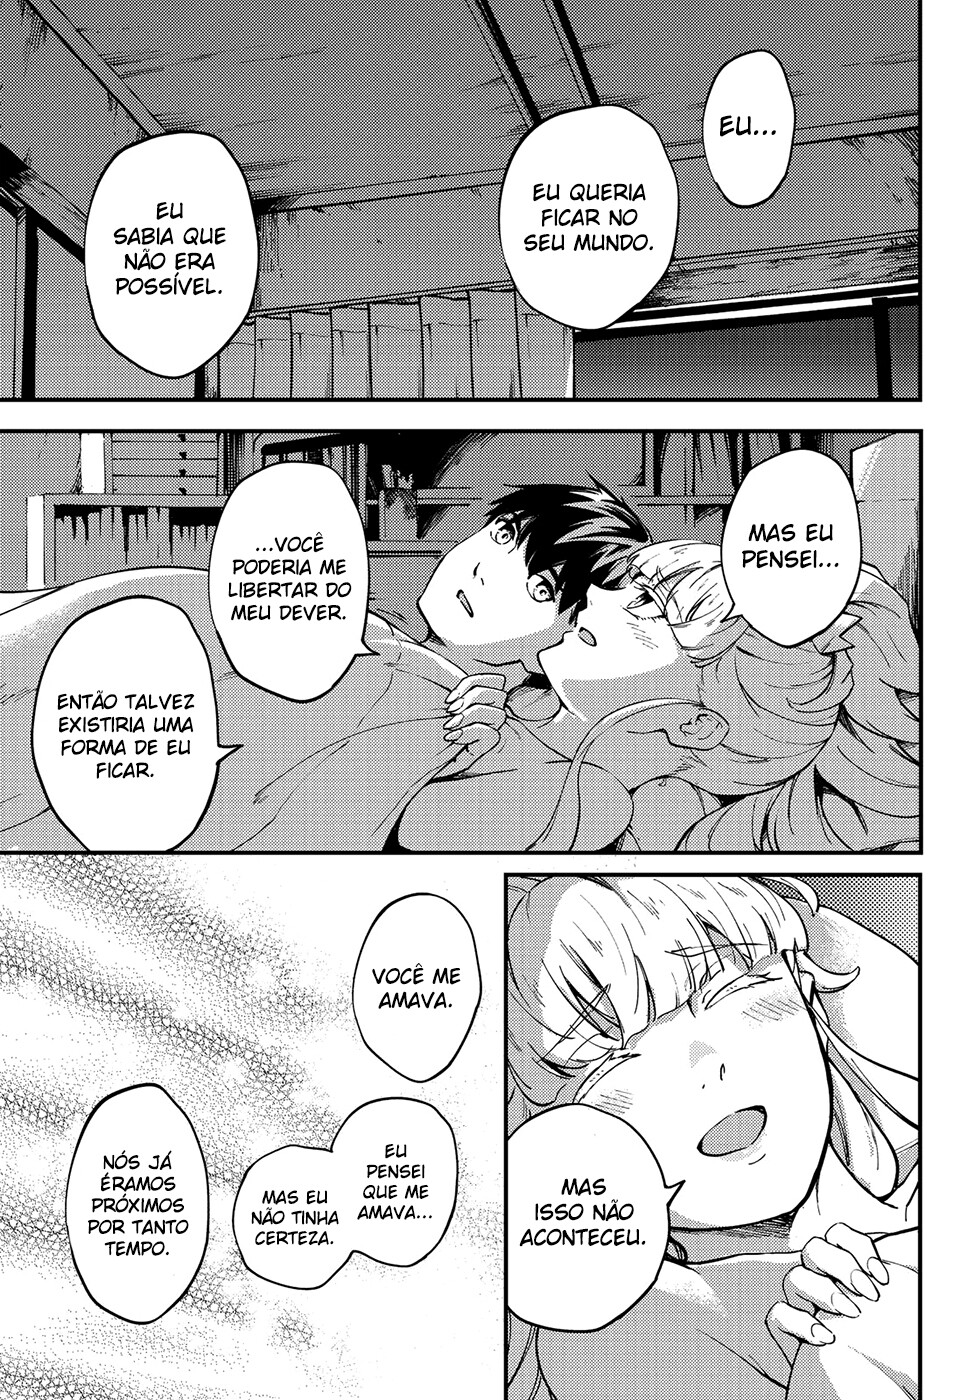 EU...
EU QUERIA
FICAR NO
SEU MUNDO.
EU
SABIA QUE
NÃO ERA
POSSÍVEL.
MAS EU
PENSEI...
...VOCÊ
PODERIA ME
LIBERTAR DO
MEU DEVER.
ENTÃO TALVEZ
EXISTIRIA UMA
FORMA DE EU
FICAR.
MAS
ISSO NÃO
ACONTECEU.
VOCÊ ME
AMAVA.
EU
PENSEI
QUE ME
AMAVA...
MAS EU
NÃO TINHA
CERTEZA.
NÓS JÁ
ÉRAMOS
PRÓXIMOS
POR TANTO
TEMPO.